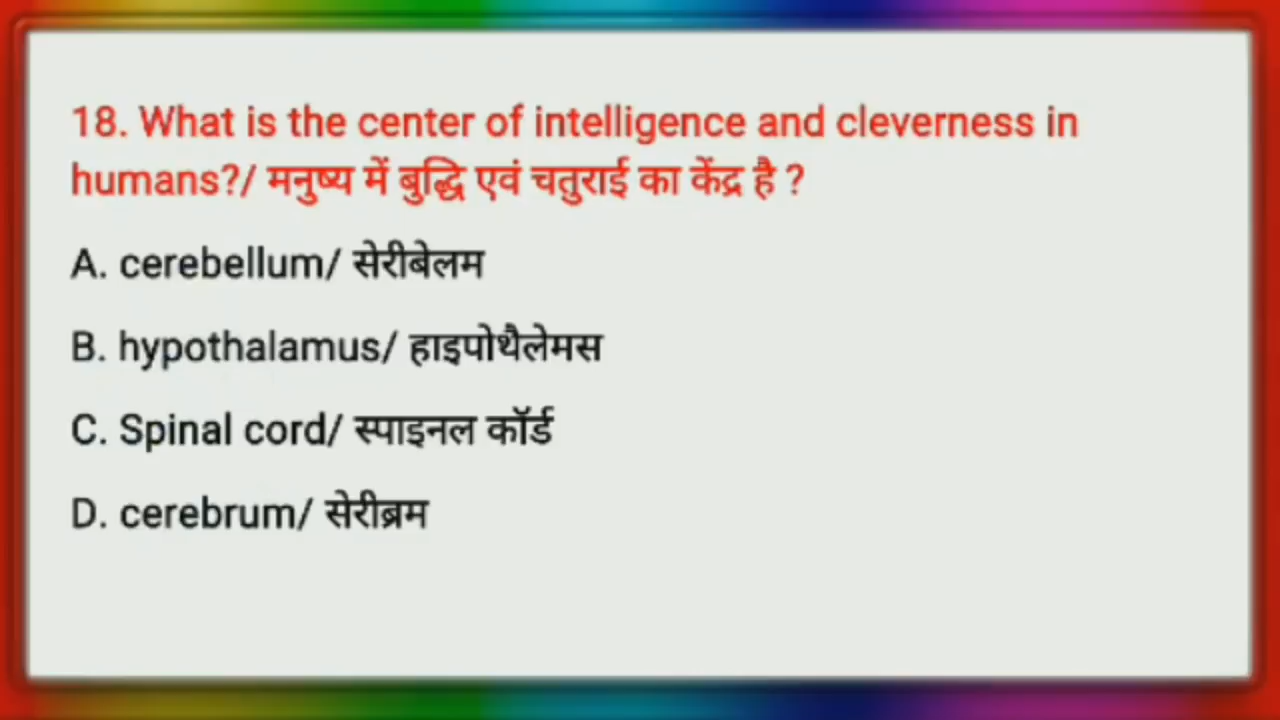 18. What is the center of intelligence and cleverness in
humans?/ मनुष्य में बुद्धि एवं चतुराई का केंद्र है ?
A. cerebellum/ सेरीबेलम
B. hypothalamus/ हाइपोथैलेमस
C. Spinal cord/ स्पाइनल कॉर्ड
D. cerebrum/ सेरीब्रम